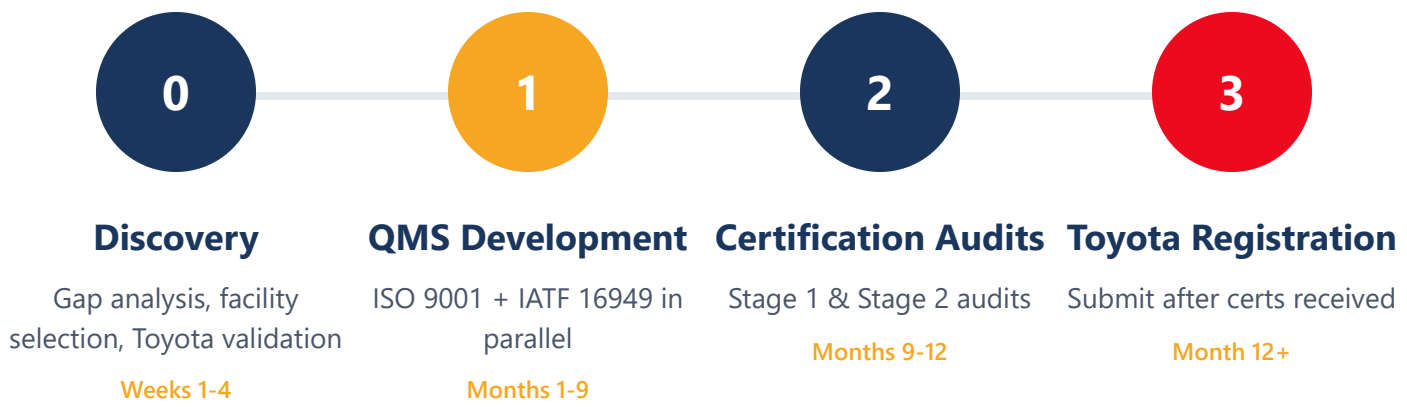 0
1
2
3
Discovery
Gap analysis, facility
selection, Toyota validation
Weeks 1-4
QMS Development
ISO 9001 + IATF 16949 in
parallel
Months 1-9
Certification Audits
Stage 1 & Stage 2 audits
Months 9-12
Toyota Registration
Submit after certs received
Month 12+